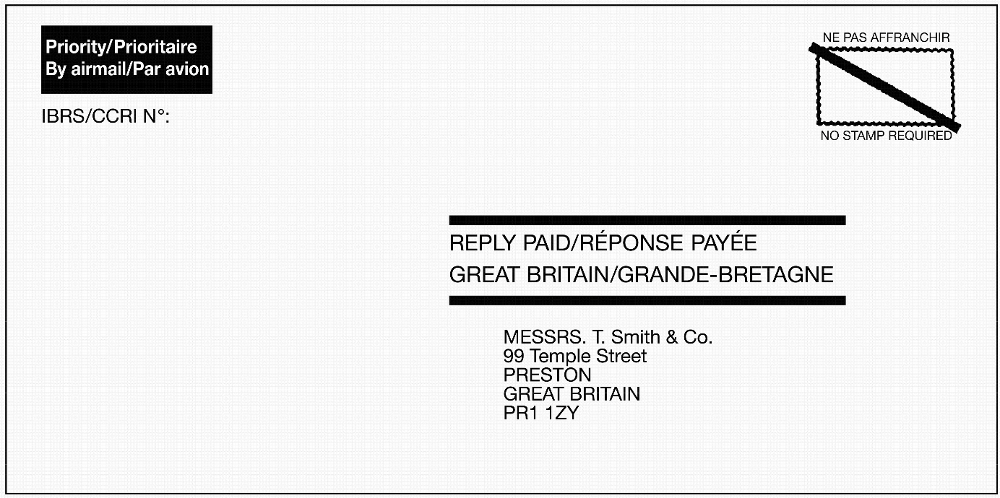 Priority/Prioritaire
By airmail/Par avion
IBRS/CCRI N°:
NE PAS AFFRANCHIR
NO STAMP REQUIRED
REPLY PAID/RÉPONSE PAYÉE
GREAT BRITAIN/GRANDE-BRETAGNE
MESSRS. T. Smith & Co.
99 Temple Street
PRESTON
GREAT BRITAIN
PR1 1ZY